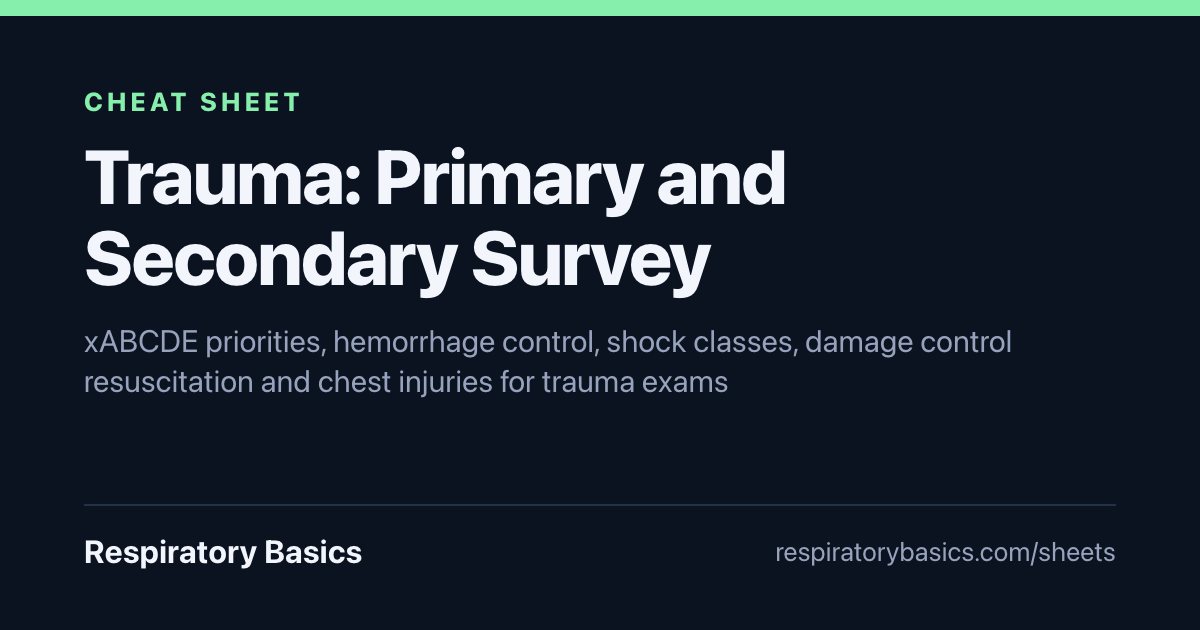 CHEAT SHEET
Trauma: Primary and
Secondary Survey
xABCDE priorities, hemorrhage control, shock classes, damage control
resuscitation and chest injuries for trauma exams
Respiratory Basics
respiratorybasics.com/sheets